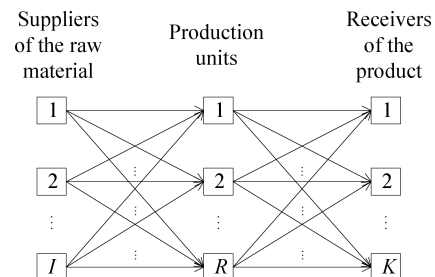 Suppliers
of the raw
material
Production
units
Receivers
of the
product
1 1 1
2 2 2
I R K